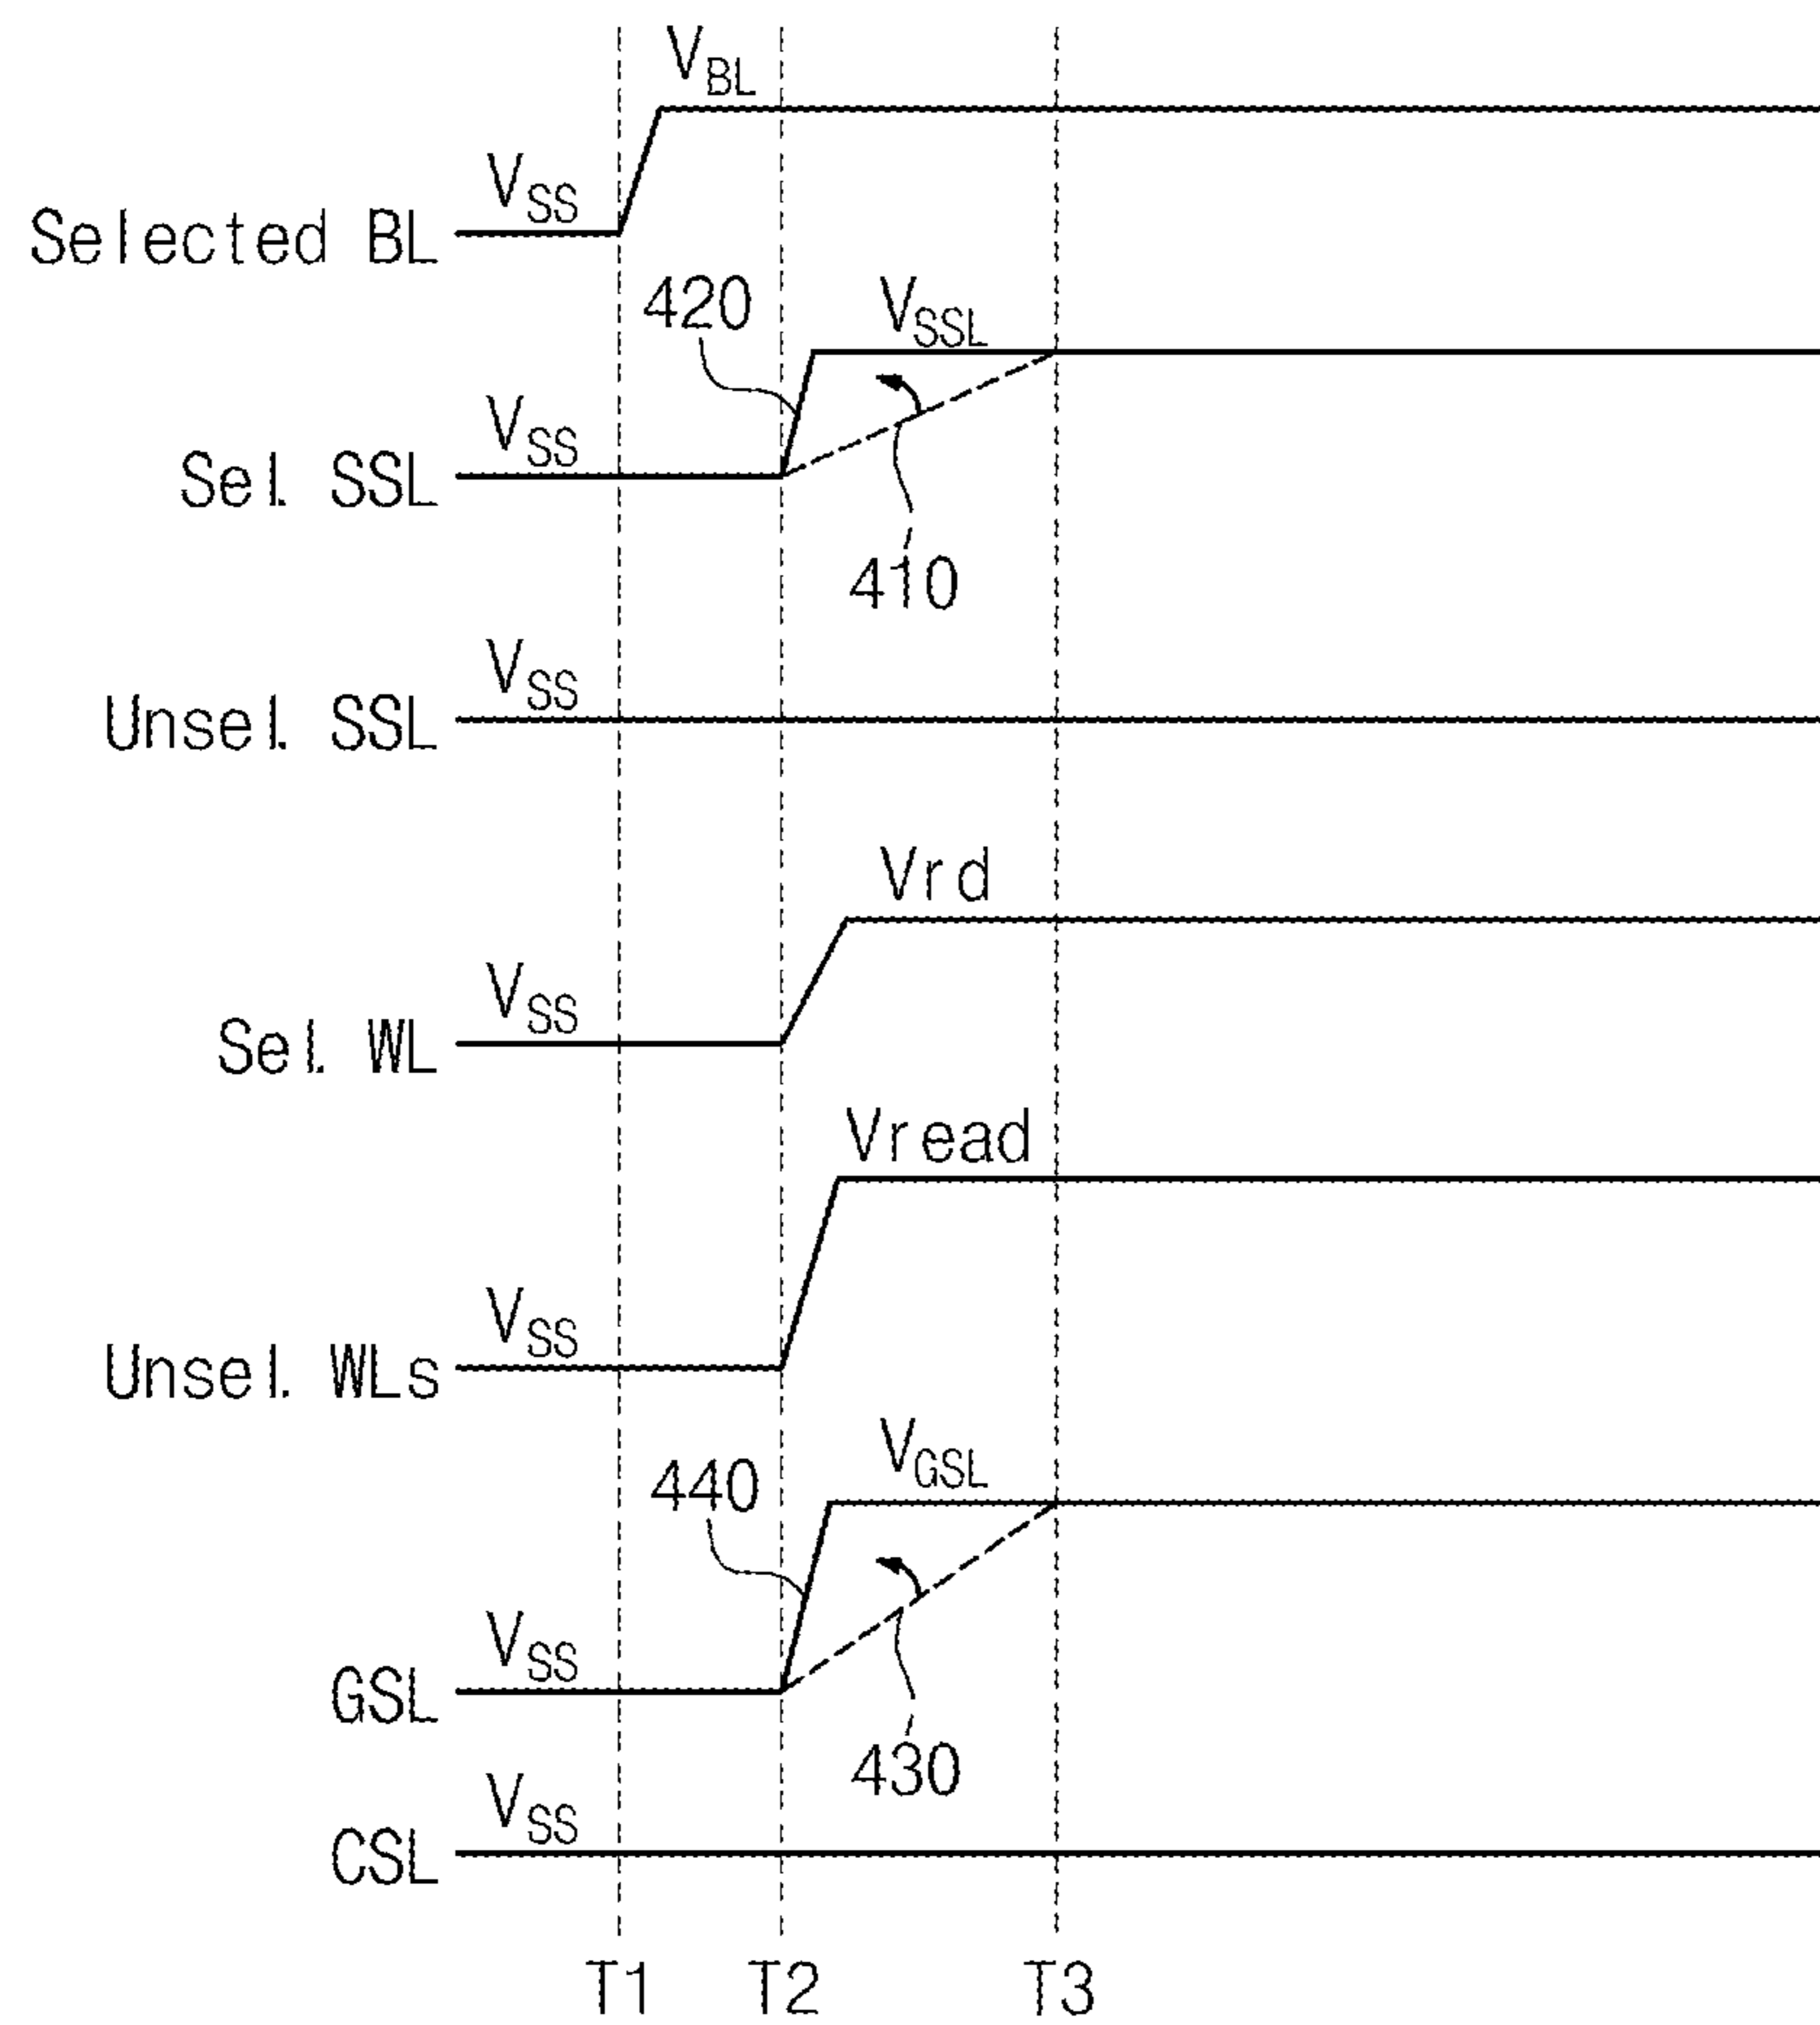 VBL
VSS
Selected BL
420
VSSL
VSS
Sel. SSL
410
VSS
Unsel. SSL
Vrd
VSS
Sel. WL
Vread
VSS
Unsel. WLs
VGSL
440
VSS
GSL
430
VSS
CSL
T1 T2 T3